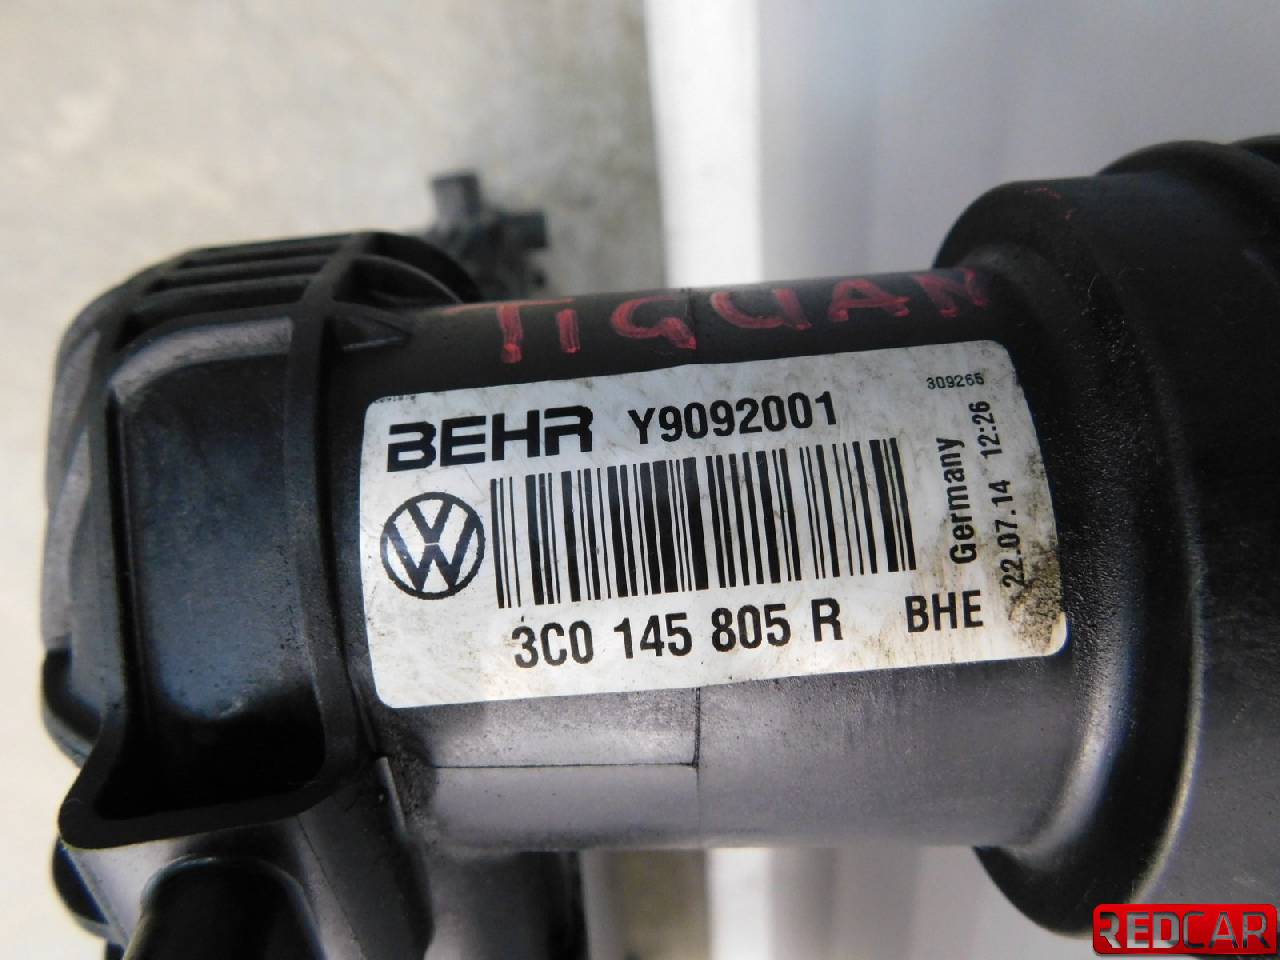 TIGUAN
309265
BEHR Y9092001
Germany
22.07.14 12:26
3C0 145 805 R BHE
REDCAR